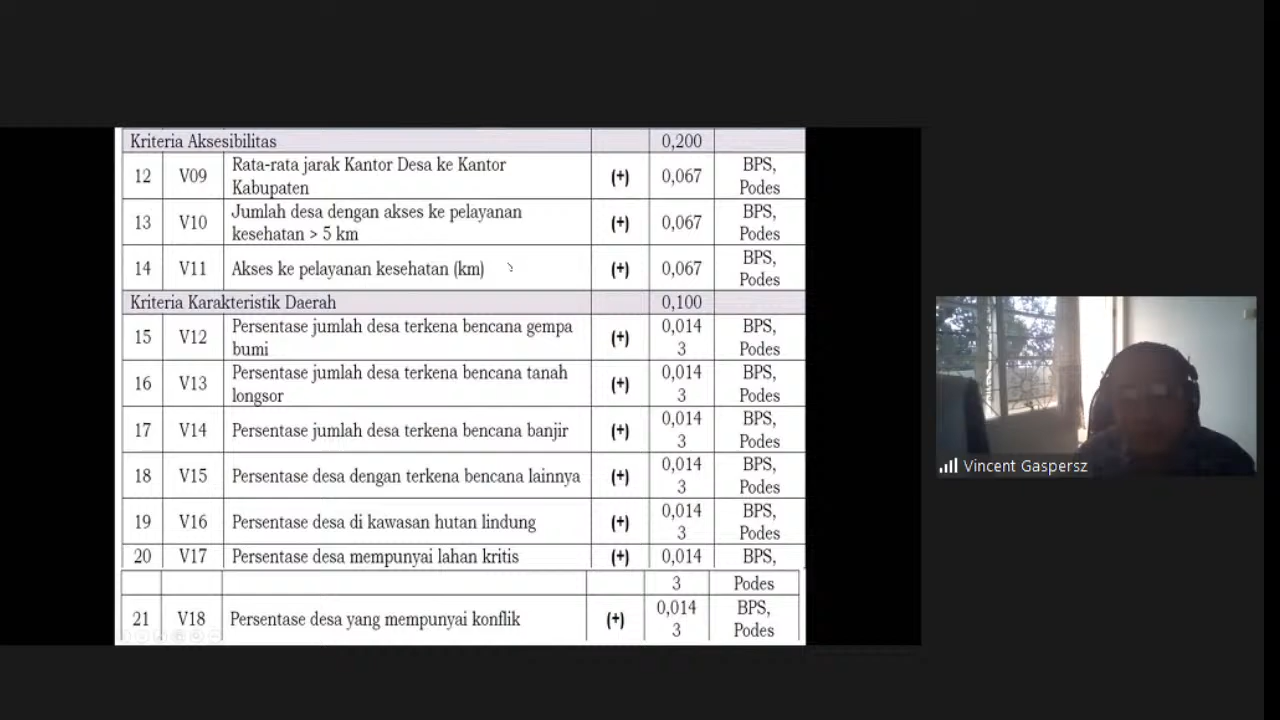 Kriteria Aksesibilitas 0,200
12 V09 Rata-rata jarak Kantor Desa ke Kantor Kabupaten (+) 0,067 BPS, Podes
13 V10 Jumlah desa dengan akses ke pelayanan kesehatan > 5 km (+) 0,067 BPS, Podes
14 V11 Akses ke pelayanan kesehatan (km) (+) 0,067 BPS, Podes
Kriteria Karakteristik Daerah 0,100
15 V12 Persentase jumlah desa terkena bencana gempa bumi (+) 0,014 3 BPS, Podes
16 V13 Persentase jumlah desa terkena bencana tanah longsor (+) 0,014 3 BPS, Podes
17 V14 Persentase jumlah desa terkena bencana banjir (+) 0,014 3 BPS, Podes
18 V15 Persentase desa dengan terkena bencana lainnya (+) 0,014 3 BPS, Podes
19 V16 Persentase desa di kawasan hutan lindung (+) 0,014 3 BPS, Podes
20 V17 Persentase desa mempunyai lahan kritis (+) 0,014 BPS,
3 Podes
21 V18 Persentase desa yang mempunyai konflik (+) 0,014 3 BPS, Podes
Vincent Gaspersz